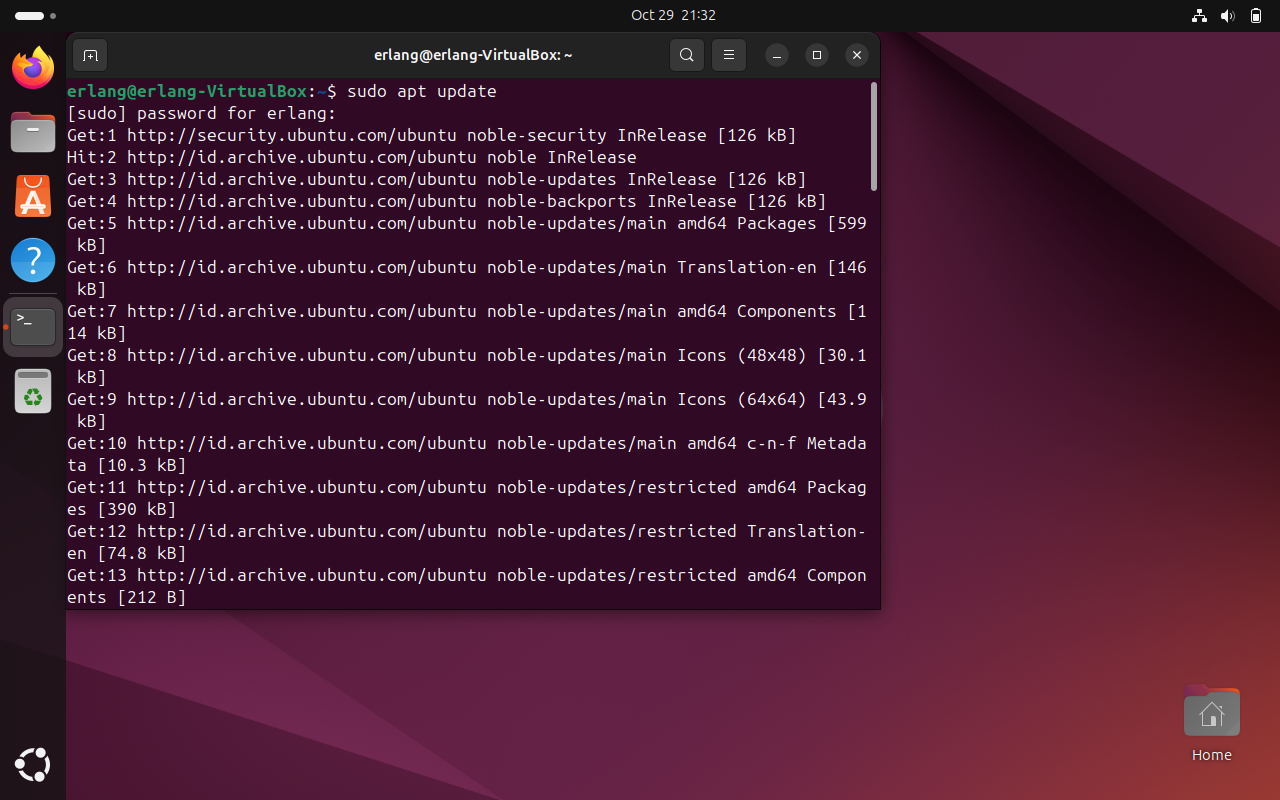 Oct 29 21:32
erlang@erlang-VirtualBox: ~
erlang@erlang-VirtualBox:~$ sudo apt update
[sudo] password for erlang:
Get:1 http://security.ubuntu.com/ubuntu noble-security InRelease [126 kB]
Hit:2 http://id.archive.ubuntu.com/ubuntu noble InRelease
Get:3 http://id.archive.ubuntu.com/ubuntu noble-updates InRelease [126 kB]
Get:4 http://id.archive.ubuntu.com/ubuntu noble-backports InRelease [126 kB]
Get:5 http://id.archive.ubuntu.com/ubuntu noble-updates/main amd64 Packages [599
 kB]
Get:6 http://id.archive.ubuntu.com/ubuntu noble-updates/main Translation-en [146
 kB]
Get:7 http://id.archive.ubuntu.com/ubuntu noble-updates/main amd64 Components [1
14 kB]
Get:8 http://id.archive.ubuntu.com/ubuntu noble-updates/main Icons (48x48) [30.1
 kB]
Get:9 http://id.archive.ubuntu.com/ubuntu noble-updates/main Icons (64x64) [43.9
 kB]
Get:10 http://id.archive.ubuntu.com/ubuntu noble-updates/main amd64 c-n-f Metada
ta [10.3 kB]
Get:11 http://id.archive.ubuntu.com/ubuntu noble-updates/restricted amd64 Packag
es [390 kB]
Get:12 http://id.archive.ubuntu.com/ubuntu noble-updates/restricted Translation-
en [74.8 kB]
Get:13 http://id.archive.ubuntu.com/ubuntu noble-updates/restricted amd64 Compon
ents [212 B]
Home